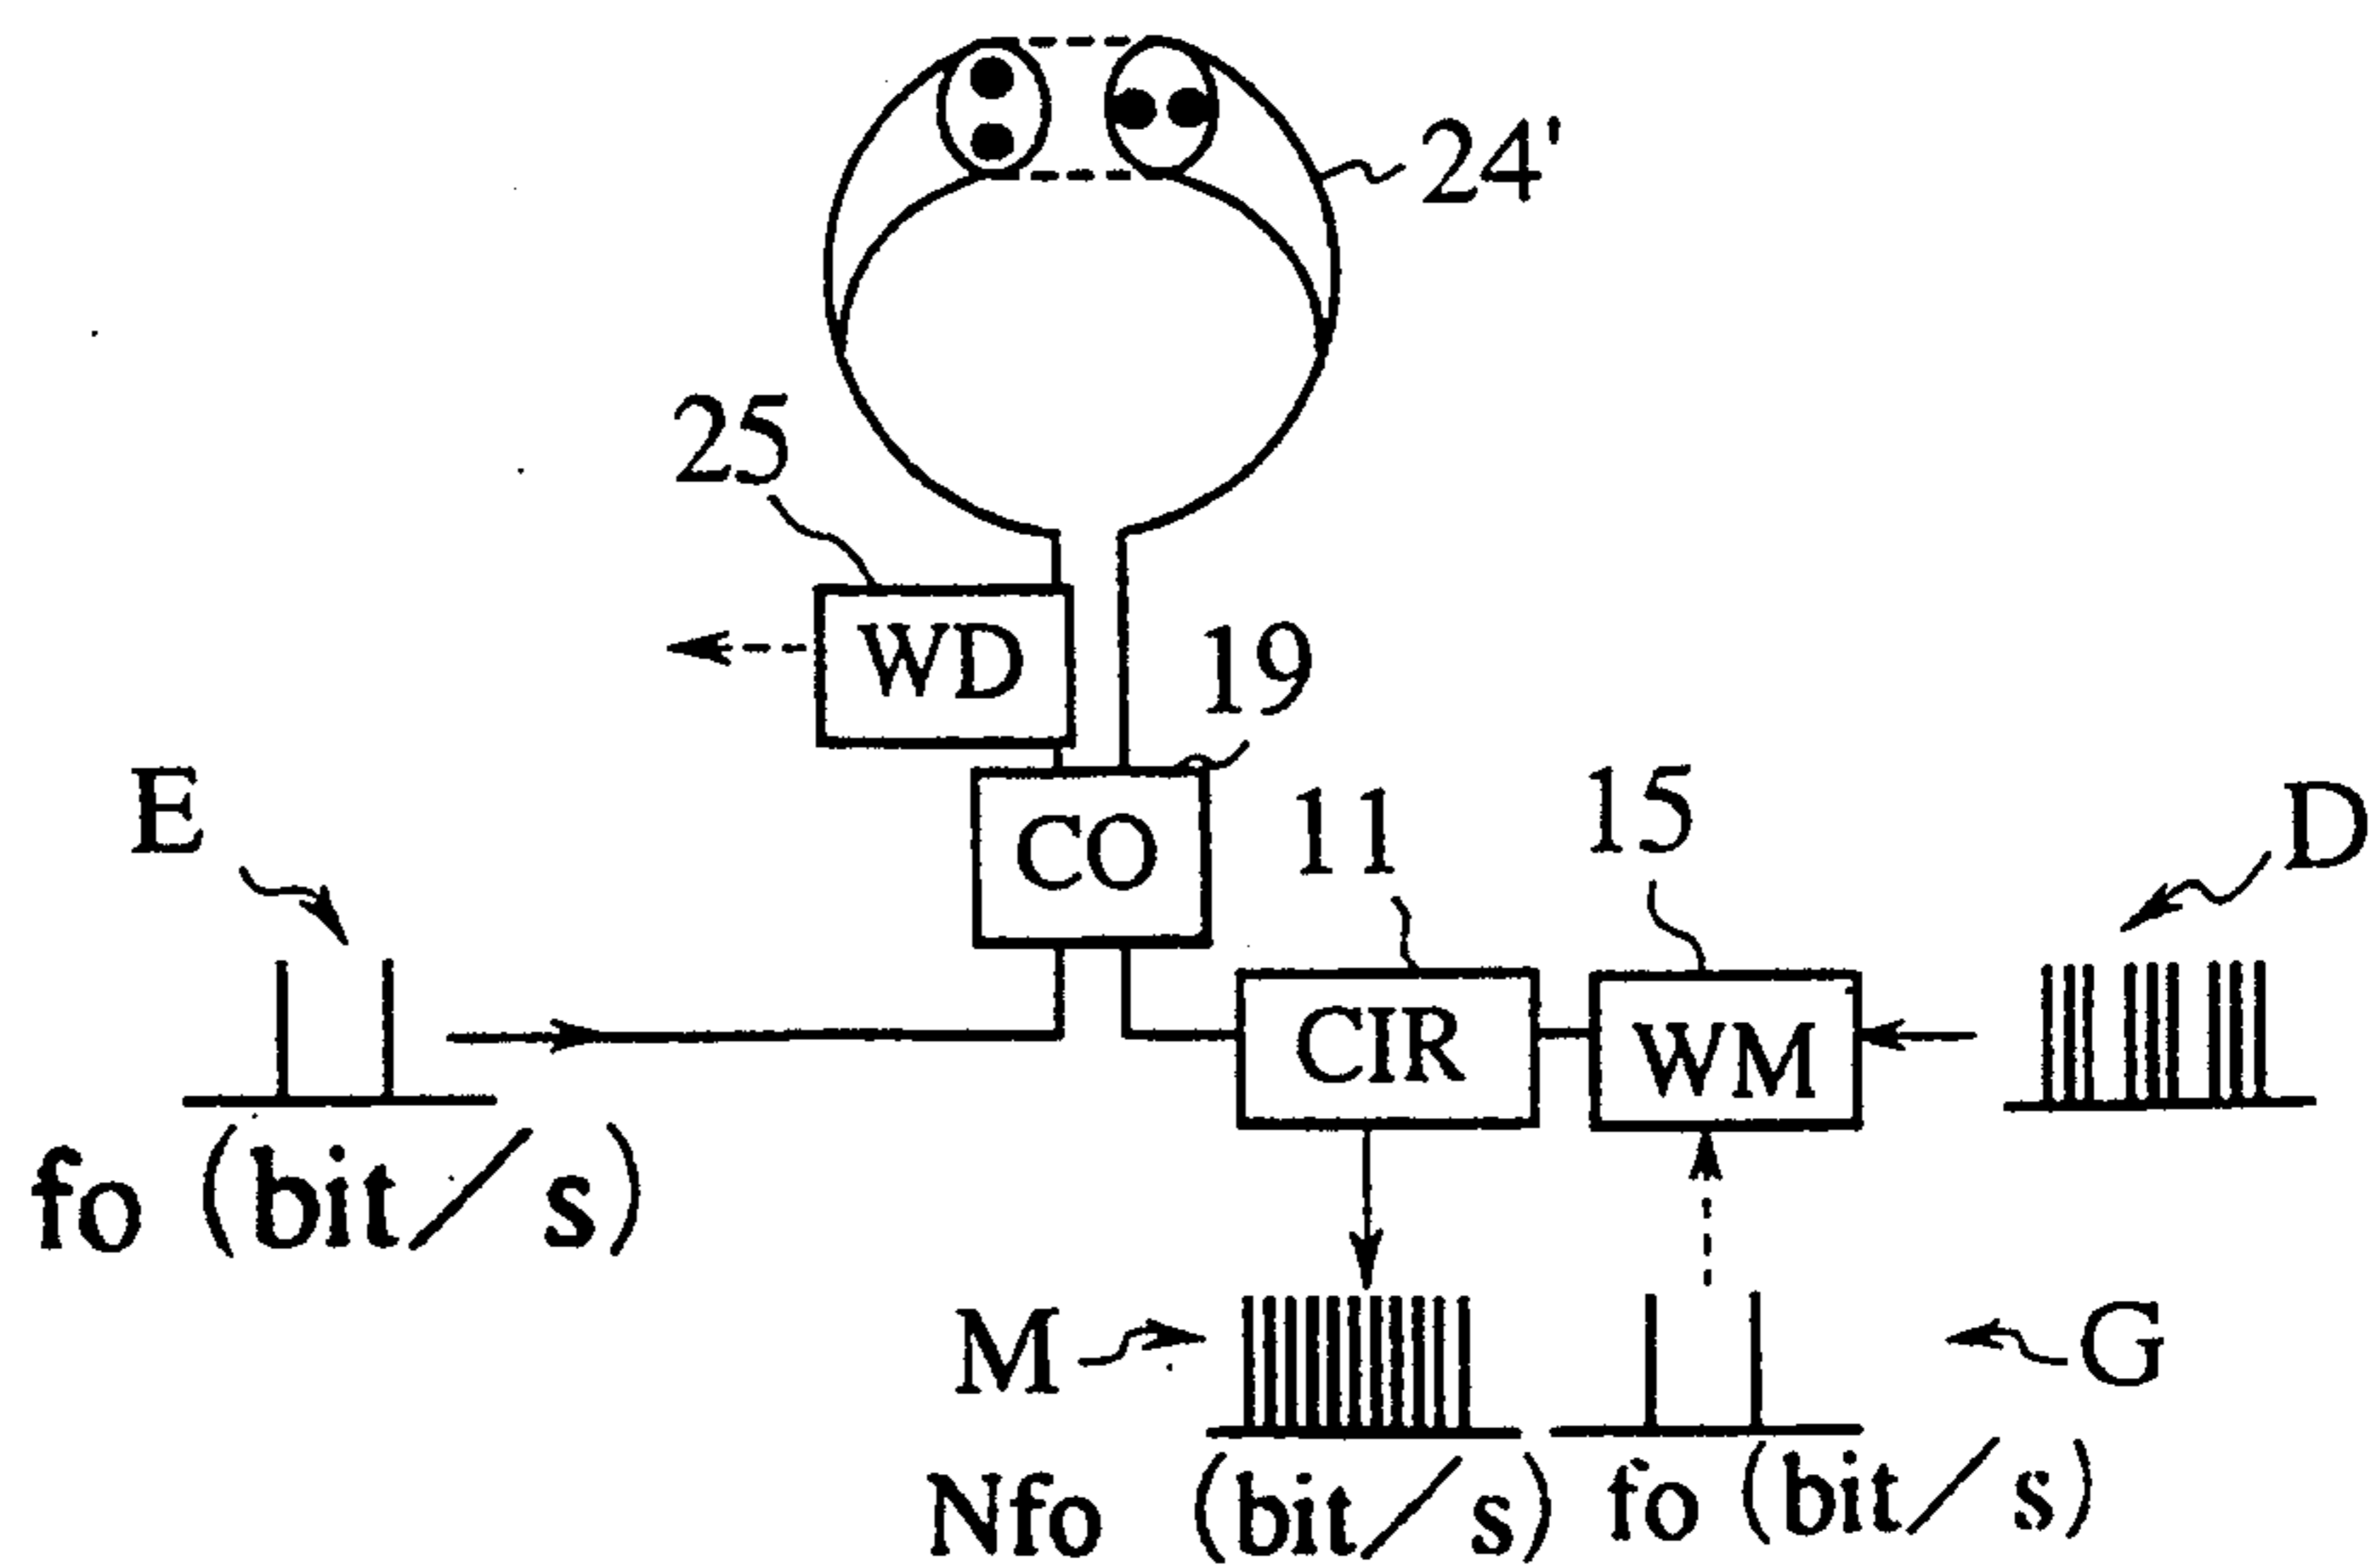 24'
25
WD
19
E
CO
11
15
D
CIR
WM
fo (bit/s)
M
G
Nfo (bit/s)
fo (bit/s)